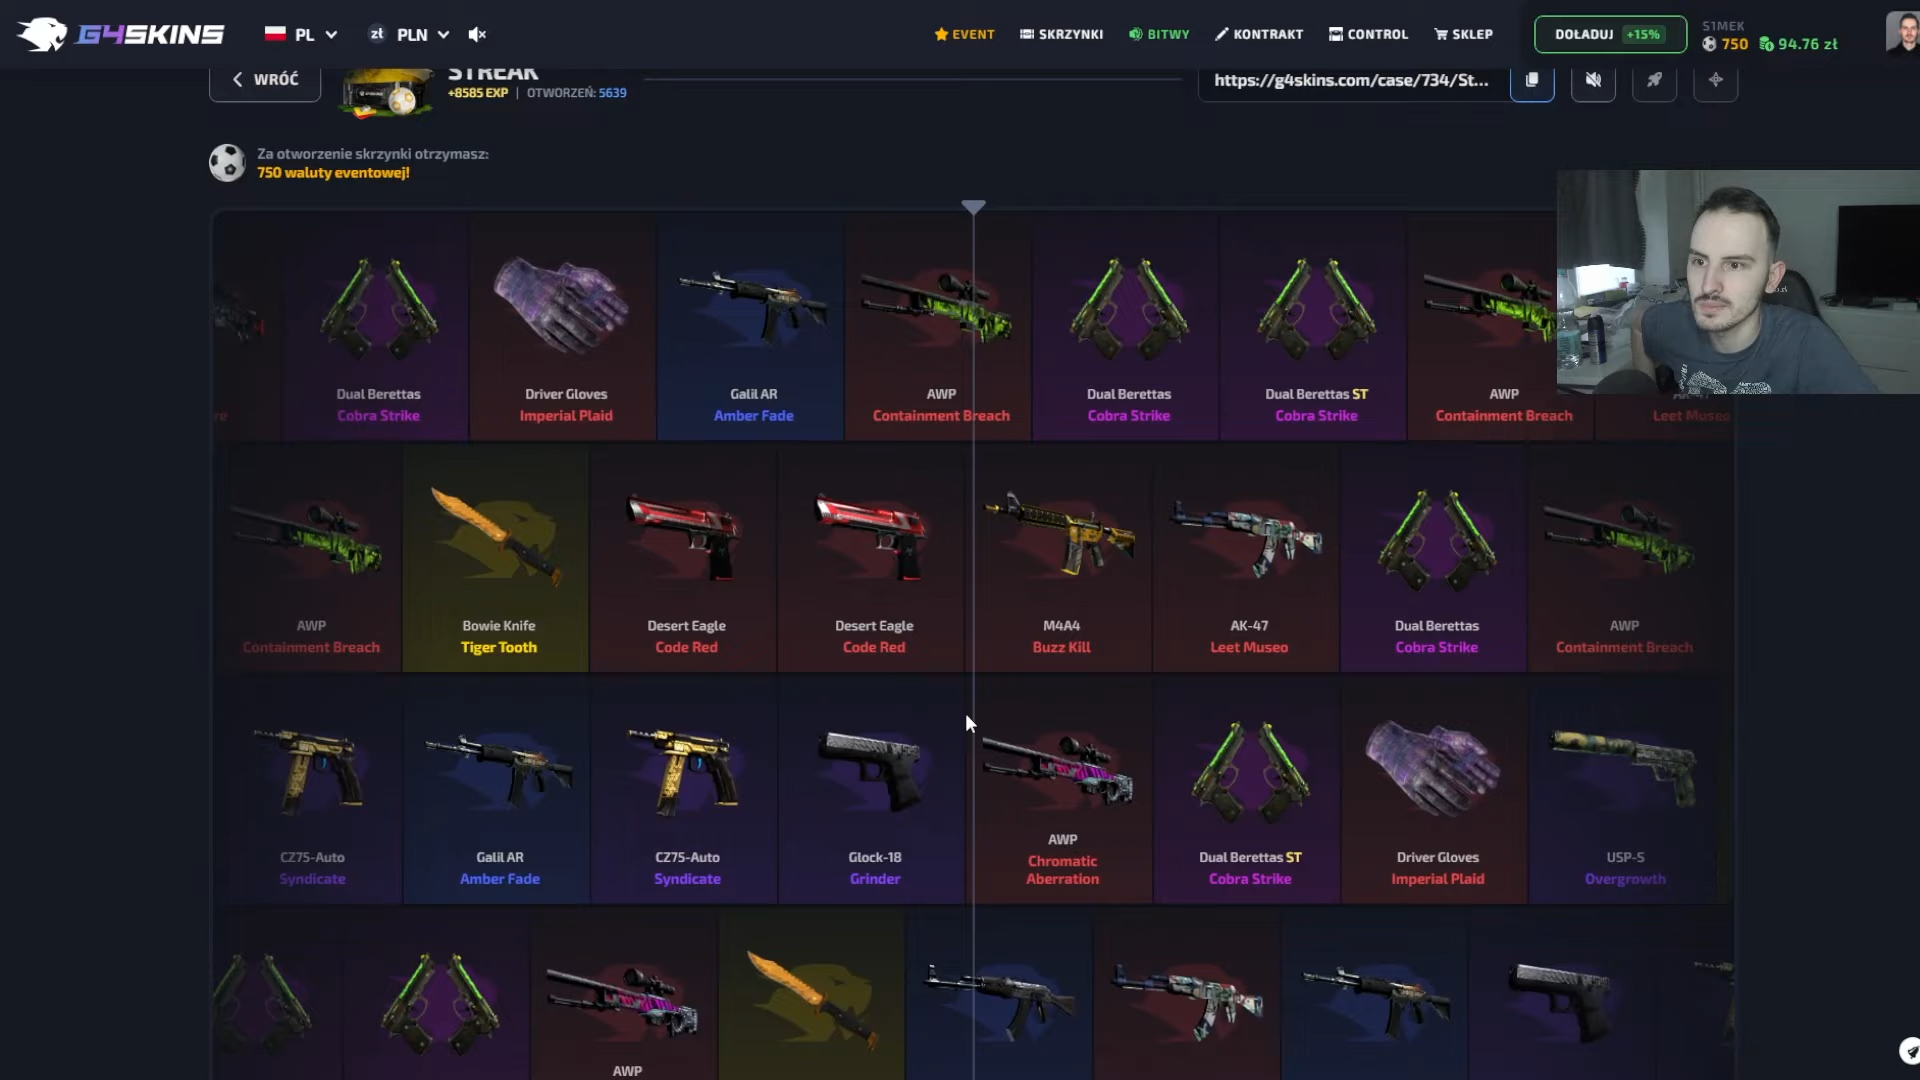 G4SKINS
PL
zł PLN
EVENT
SKRZYNKI
BITWY
KONTRAKT
CONTROL
SKLEP
DOŁADUJ +15%
S1MEK
750 94.76 zł
WRÓĆ
STREAK
+8585 EXP | OTWORZEŃ: 5639
https://g4skins.com/case/734/St...
Za otworzenie skrzynki otrzymasz:
750 waluty eventowej!
Dual Berettas
Cobra Strike
Driver Gloves
Imperial Plaid
Galil AR
Amber Fade
AWP
Containment Breach
Dual Berettas
Cobra Strike
Dual Berettas ST
Cobra Strike
AWP
Containment Breach
Leet Museo
AWP
Containment Breach
Bowie Knife
Tiger Tooth
Desert Eagle
Code Red
Desert Eagle
Code Red
M4A4
Buzz Kill
AK-47
Leet Museo
Dual Berettas
Cobra Strike
AWP
Containment Breach
CZ75-Auto
Syndicate
Galil AR
Amber Fade
CZ75-Auto
Syndicate
Glock-18
Grinder
AWP
Chromatic
Aberration
Dual Berettas ST
Cobra Strike
Driver Gloves
Imperial Plaid
USP-S
Overgrowth
AWP